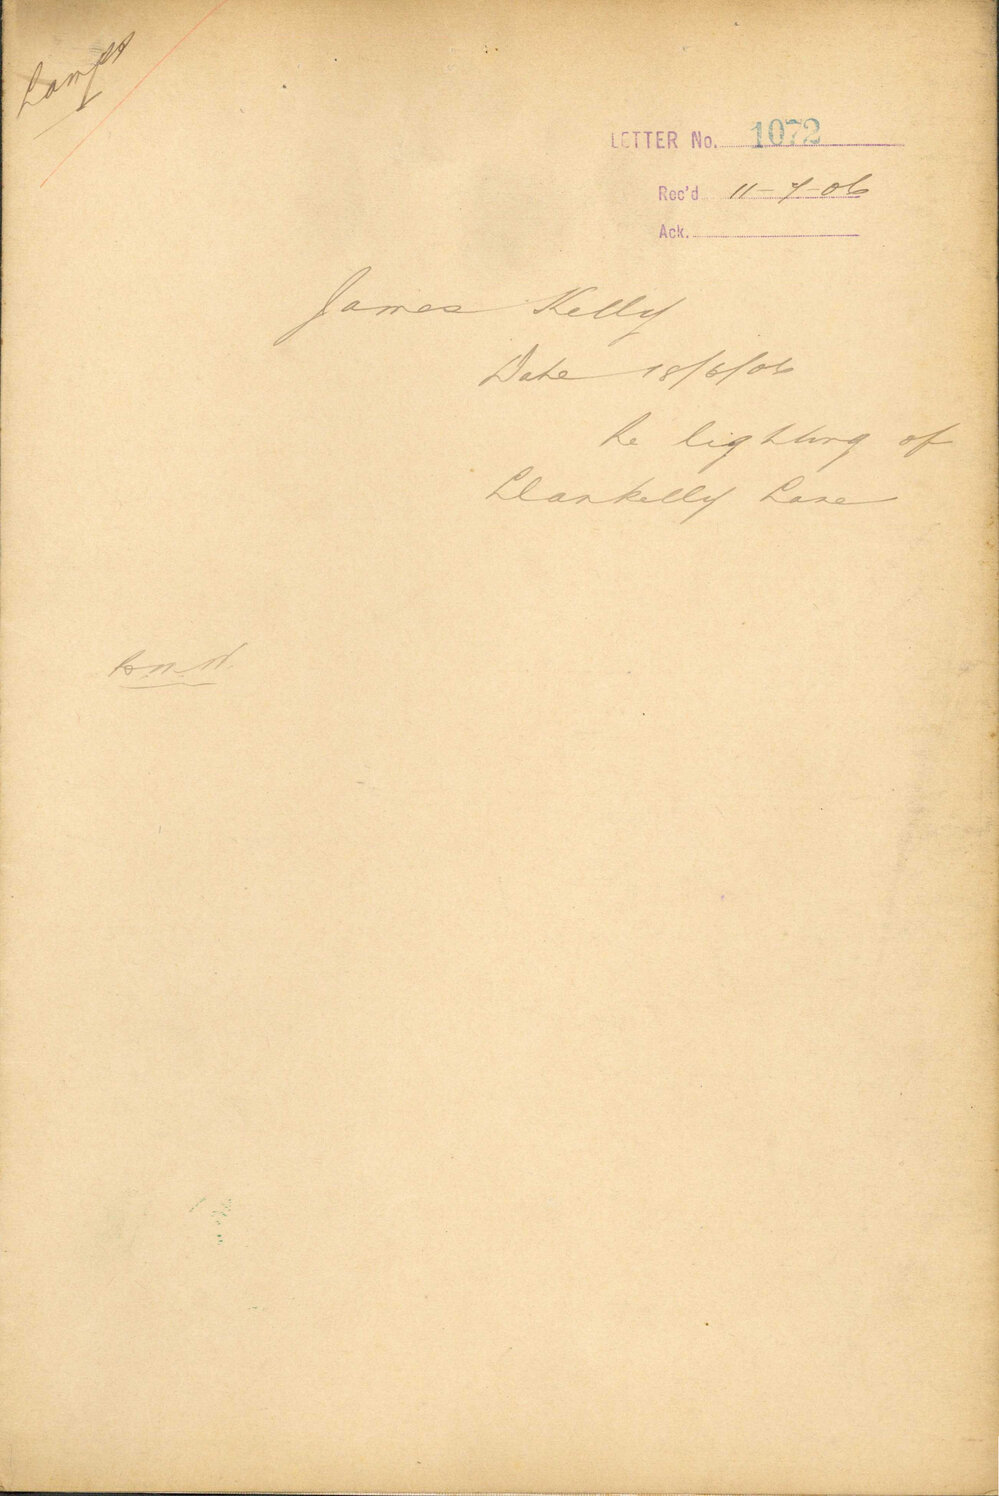 Lamps
LETTER No. 1072
Rec'd 11-7-06
Ack.
James Kelly
Date 18/6/06
Re lighting of
Llankelly Lane